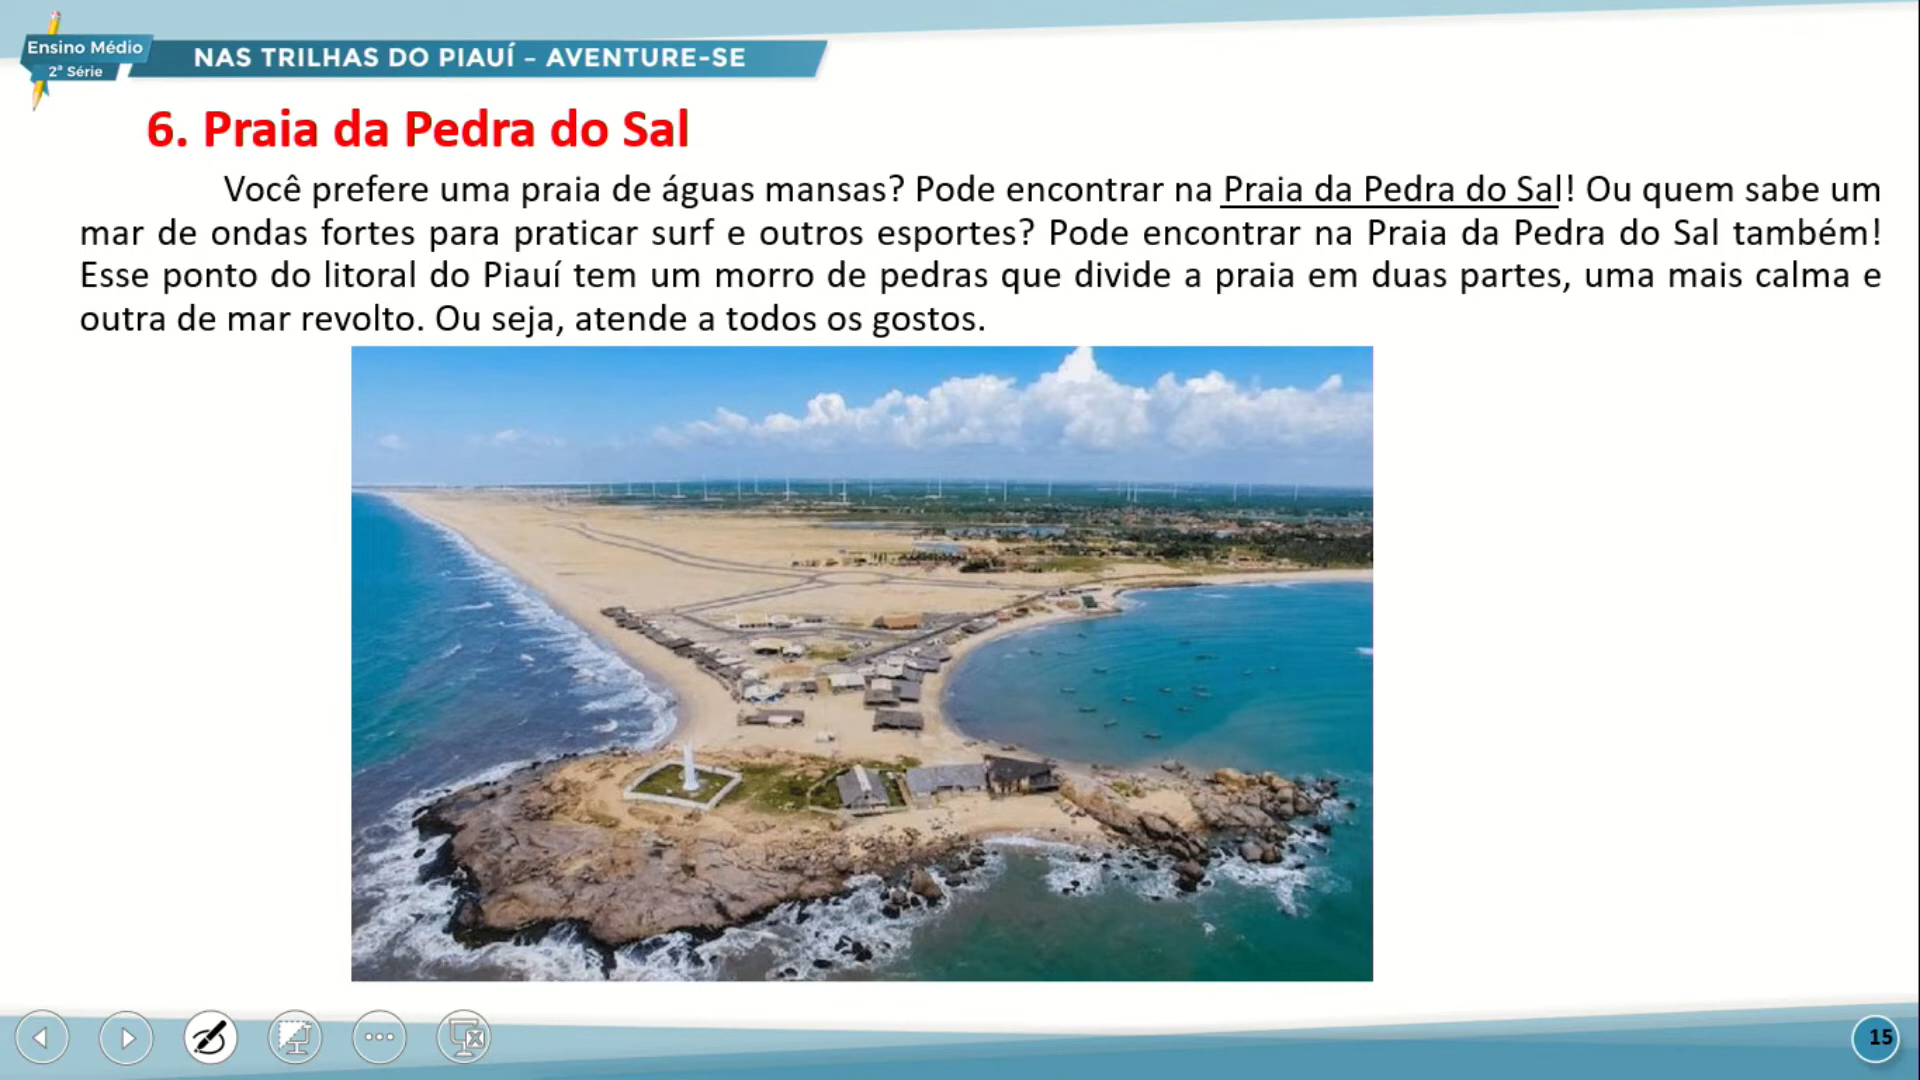 Ensino Médio
2ª Série
NAS TRILHAS DO PIAUÍ – AVENTURE-SE
6. Praia da Pedra do Sal
Você prefere uma praia de águas mansas? Pode encontrar na Praia da Pedra do Sal! Ou quem sabe um
mar de ondas fortes para praticar surf e outros esportes? Pode encontrar na Praia da Pedra do Sal também!
Esse ponto do litoral do Piauí tem um morro de pedras que divide a praia em duas partes, uma mais calma e
outra de mar revolto. Ou seja, atende a todos os gostos.
15